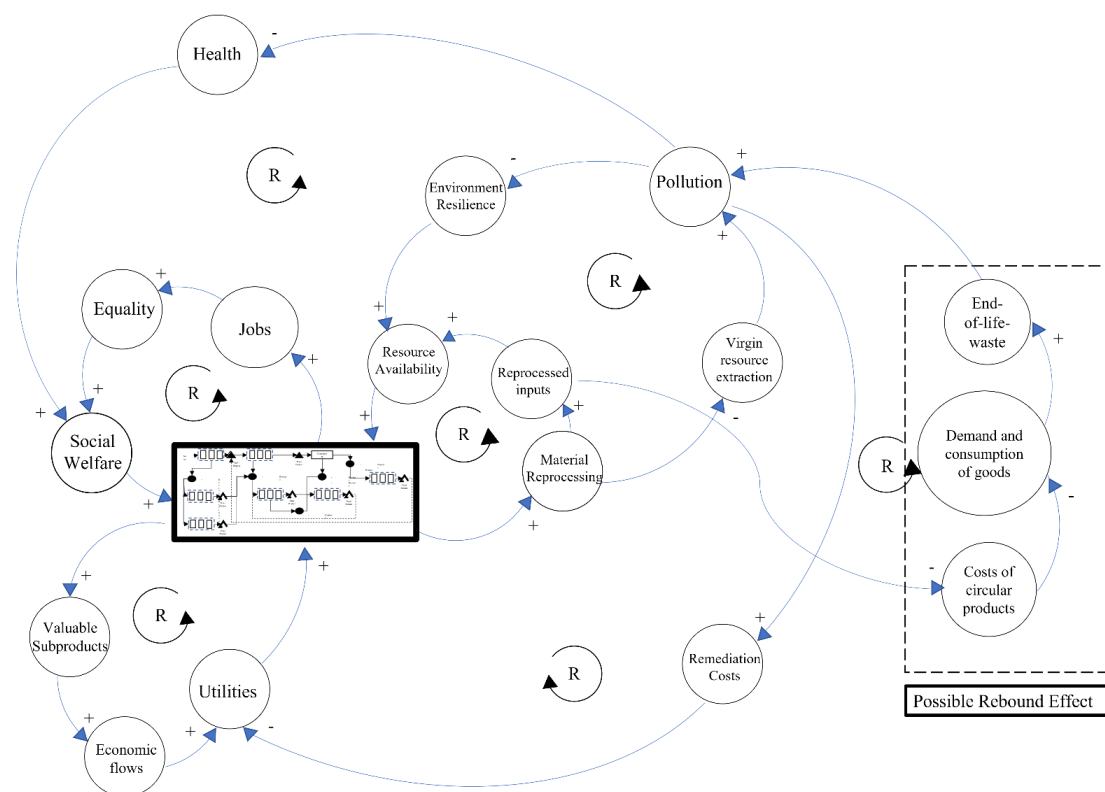 Health
-
Pollution
+
-
Environment
Resilience
R
+
R
End-
of-life-
waste
+
Equality
+
Jobs
+
Resource
Availability
+
+
Reprocessed
inputs
Virgin
resource
extraction
+
R
+
+
+
+
+
-
Social
Welfare
R
Material
Reprocessing
R
Demand and
consumption
of goods
-
+
+
+
-
Costs of
circular
products
+
R
Valuable
Subproducts
+
Utilities
R
Remediation
Costs
+
+
-
Economic
flows
Possible Rebound Effect